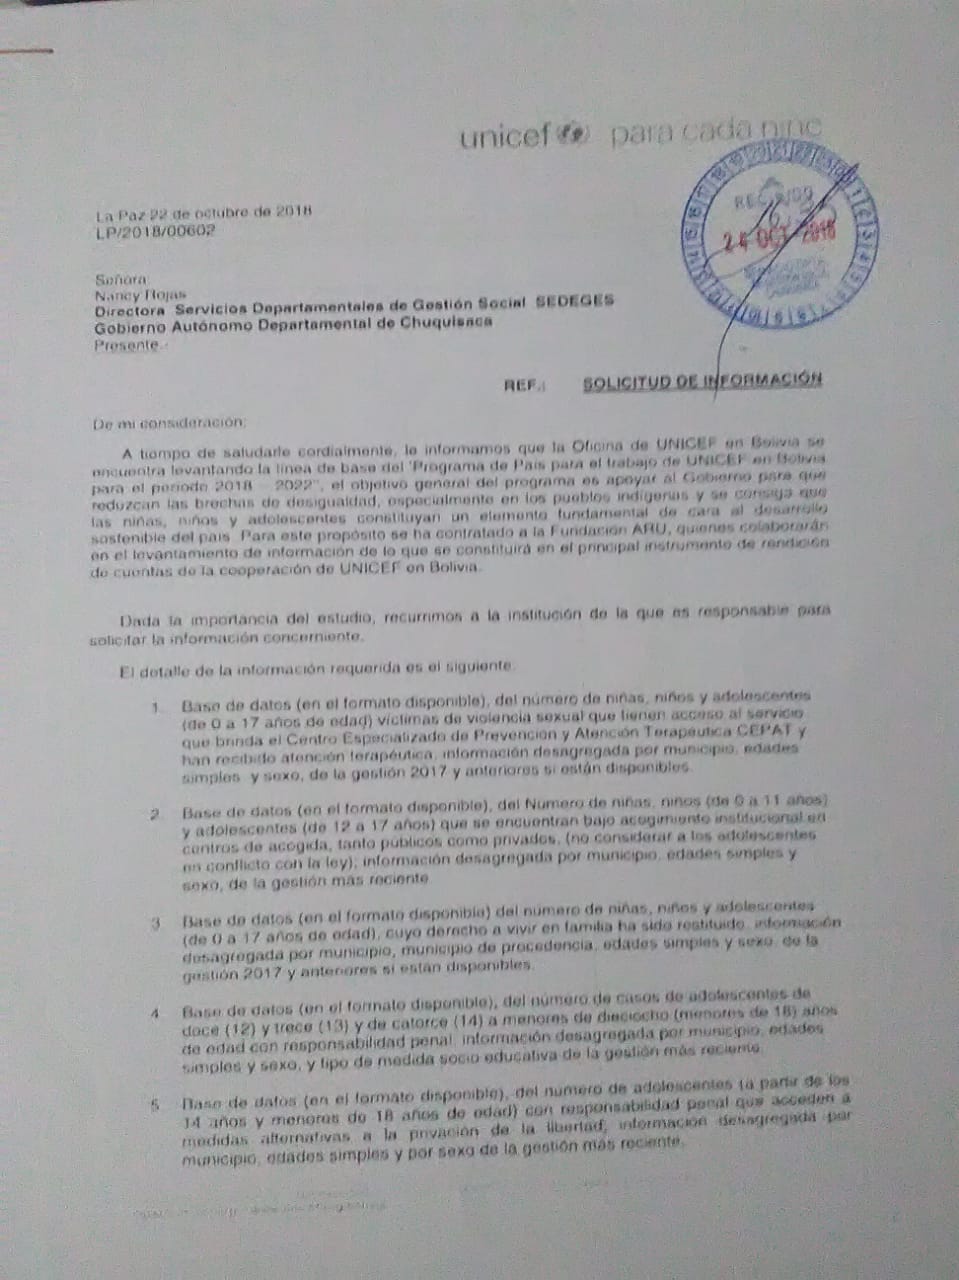 unicef para cada
RECIBIDO
24 OCT 2018
La Paz 22 de octubre de 2018
LP/2018/00602
Señora
Nancy Rojas
Directora Servicios Departamentales de Gestión Social SEDEGES
Gobierno Autónomo Departamental de Chuquisaca
Presente.-
REF.: SOLICITUD DE INFORMACIÓN
De mi consideración:
A tiempo de saludarle cordialmente, le informamos que la Oficina de UNICEF en Bolivia se
encuentra levantando la línea de base del "Programa de País para el trabajo de UNICEF en Bolivia
para el periodo 2018 - 2022", el objetivo general del programa es apoyar al Gobierno para que
reduzcan las brechas de desigualdad, especialmente en los pueblos indígenas y se consiga que
las niñas, niños y adolescentes constituyan un elemento fundamental de cara al desarrollo
sostenible del país. Para este propósito se ha contratado a la Fundación ARU, quienes colaborarán
en el levantamiento de información de lo que se constituirá en el principal instrumento de rendición
de cuentas de la cooperación de UNICEF en Bolivia.
Dada la importancia del estudio, recurrimos a la institución de la que es responsable para
solicitar la información concerniente.
El detalle de la información requerida es el siguiente:
1. Base de datos (en el formato disponible), del número de niñas, niños y adolescentes
(de 0 a 17 años de edad) víctimas de violencia sexual que tienen acceso al servicio
que brinda el Centro Especializado de Prevención y Atención Terapéutica CEPAT y
han recibido atención terapéutica, información desagregada por municipio, edades
simples y sexo, de la gestión 2017 y anteriores si están disponibles.
2. Base de datos (en el formato disponible), del Numero de niñas, niños (de 0 a 11 años)
y adolescentes (de 12 a 17 años) que se encuentran bajo acogimiento institucional en
centros de acogida, tanto públicos como privados, (no considerar a los adolescentes
en conflicto con la ley); información desagregada por municipio, edades simples y
sexo, de la gestión más reciente.
3. Base de datos (en el formato disponible) del número de niñas, niños y adolescentes
(de 0 a 17 años de edad), cuyo derecho a vivir en familia ha sido restituido, información
desagregada por municipio, municipio de procedencia, edades simples y sexo, de la
gestión 2017 y anteriores si están disponibles.
4. Base de datos (en el formato disponible), del número de casos de adolescentes de
doce (12) y trece (13) y de catorce (14) a menores de dieciocho (menores de 18) años
de edad con responsabilidad penal, información desagregada por municipio, edades
simples y sexo, y tipo de medida socio educativa de la gestión más reciente.
5. Base de datos (en el formato disponible), del numero de adolescentes (a partir de los
14 años y menores de 18 años de edad) con responsabilidad penal que acceden a
medidas alternativas a la privación de la libertad, información desagregada por
municipio, edades simples y por sexo de la gestión más reciente.